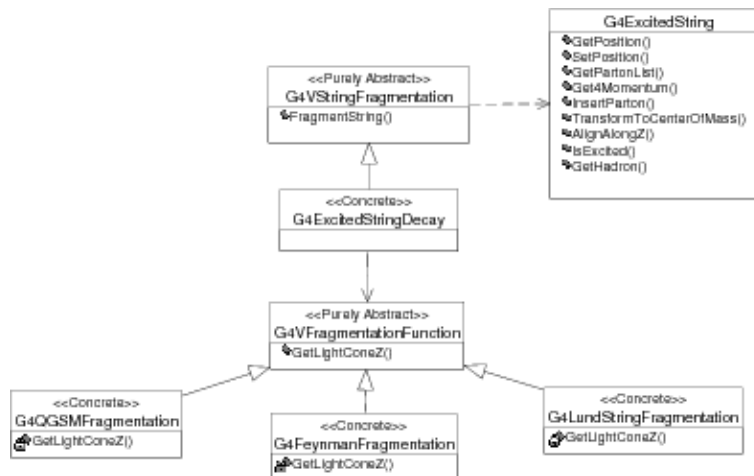 G4ExcitedString
GetPosition()
SetPosition()
GetPartonList()
Get4Momentum()
InsertParton()
TransformToCenterOfMass()
AlignAlongZ()
IsExcited()
GetHadron()
<<Purely Abstract>>
G4VStringFragmentation
FragmentString()
<<Concrete>>
G4ExcitedStringDecay
<<Purely Abstract>>
G4VFragmentationFunction
GetLightConeZ()
<<Concrete>>
G4QGSMFragmentation
GetLightConeZ()
<<Concrete>>
G4FeynmanFragmentation
GetLightConeZ()
<<Concrete>>
G4LundStringFragmentation
GetLightConeZ()